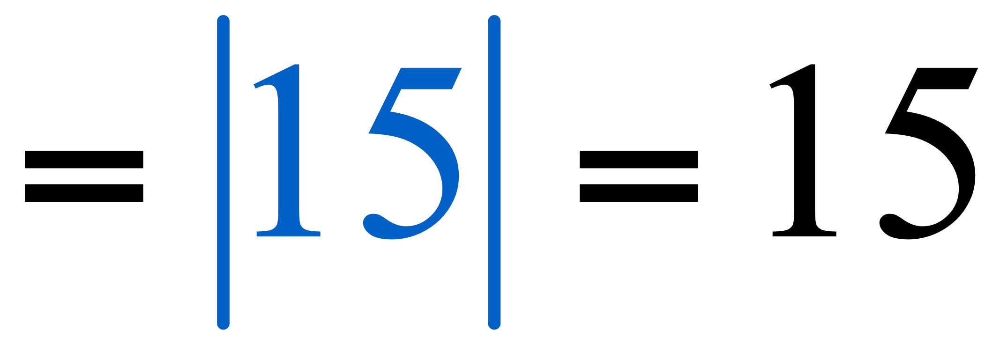 = |15| = 15